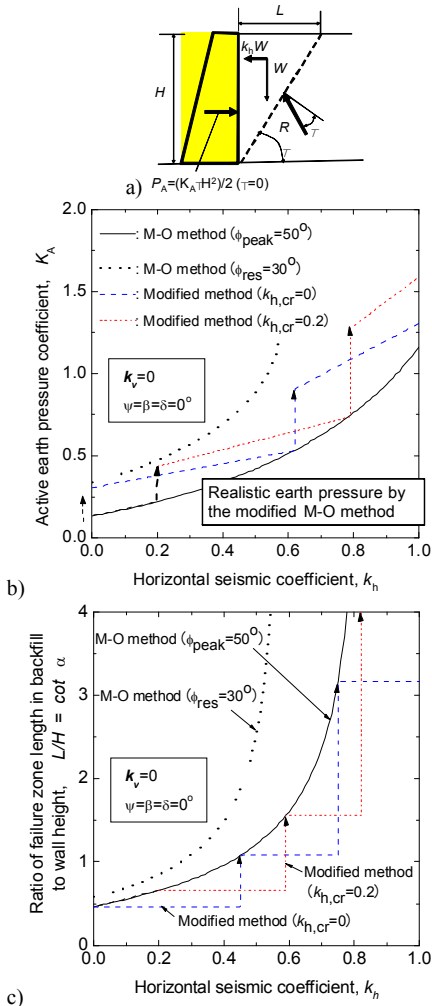 L
k_hW
W
H
R
T
T
a)
P_A=(K_ATH²)/2 (T=0)
2.0
1.5
1.0
0.5
0.0
Active earth pressure coefficient, K_A
: M-O method (ϕ_peak=50°)
: M-O method (ϕ_res=30°)
: Modified method (k_h,cr=0)
: Modified method (k_h,cr=0.2)
k_v=0
ψ=β=δ=0°
Realistic earth pressure by
the modified M-O method
0.0 0.2 0.4 0.6 0.8 1.0
Horizontal seismic coefficient, k_h
b)
4
3
2
1
0
Ratio of failure zone length in backfill
to wall height, L/H = cot α
M-O method (ϕ_peak=50°)
M-O method (ϕ_res=30°)
k_v=0
ψ=β=δ=0°
Modified method
(k_h,cr=0.2)
Modified method
(k_h,cr=0)
0.0 0.2 0.4 0.6 0.8 1.0
Horizontal seismic coefficient, k_h
c)